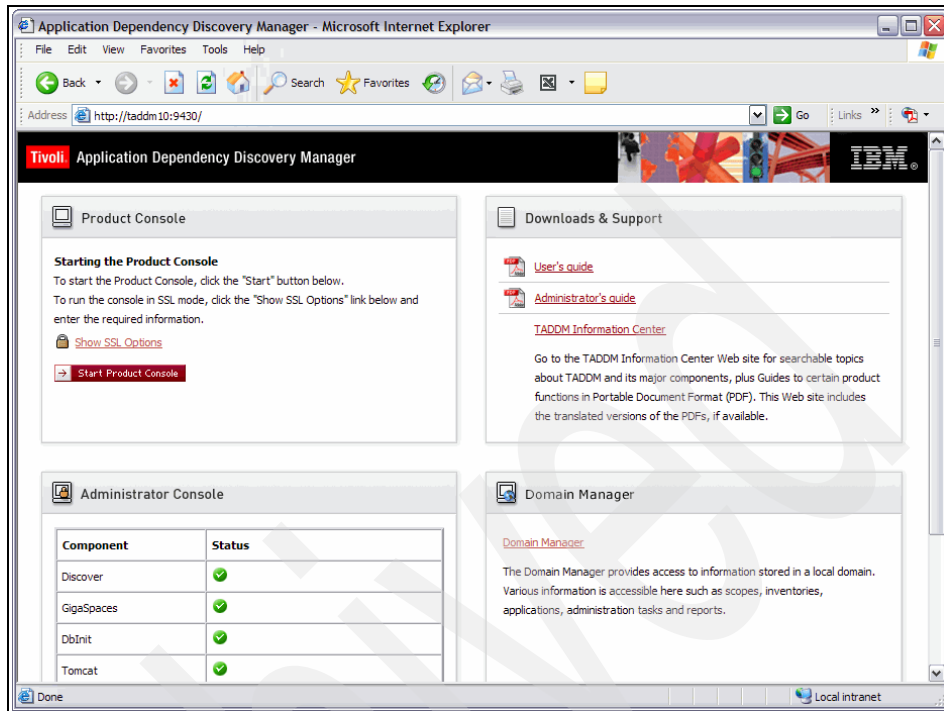 Application Dependency Discovery Manager - Microsoft Internet Explorer
File Edit View Favorites Tools Help
Back Search Favorites
Address http://taddm10:9430/ Go Links »
Tivoli. Application Dependency Discovery Manager IBM®
Product Console
Starting the Product Console
To start the Product Console, click the "Start" button below.
To run the console in SSL mode, click the "Show SSL Options" link below and
enter the required information.
Show SSL Options
Start Product Console
Downloads & Support
User's guide
Administrator's guide
TADDM Information Center
Go to the TADDM Information Center Web site for searchable topics
about TADDM and its major components, plus Guides to certain product
functions in Portable Document Format (PDF). This Web site includes
the translated versions of the PDFs, if available.
Administrator Console
Component Status
Discover
GigaSpaces
DbInit
Tomcat
Domain Manager
Domain Manager
The Domain Manager provides access to information stored in a local domain.
Various information is accessible here such as scopes, inventories,
applications, administration tasks and reports.
Done Local intranet